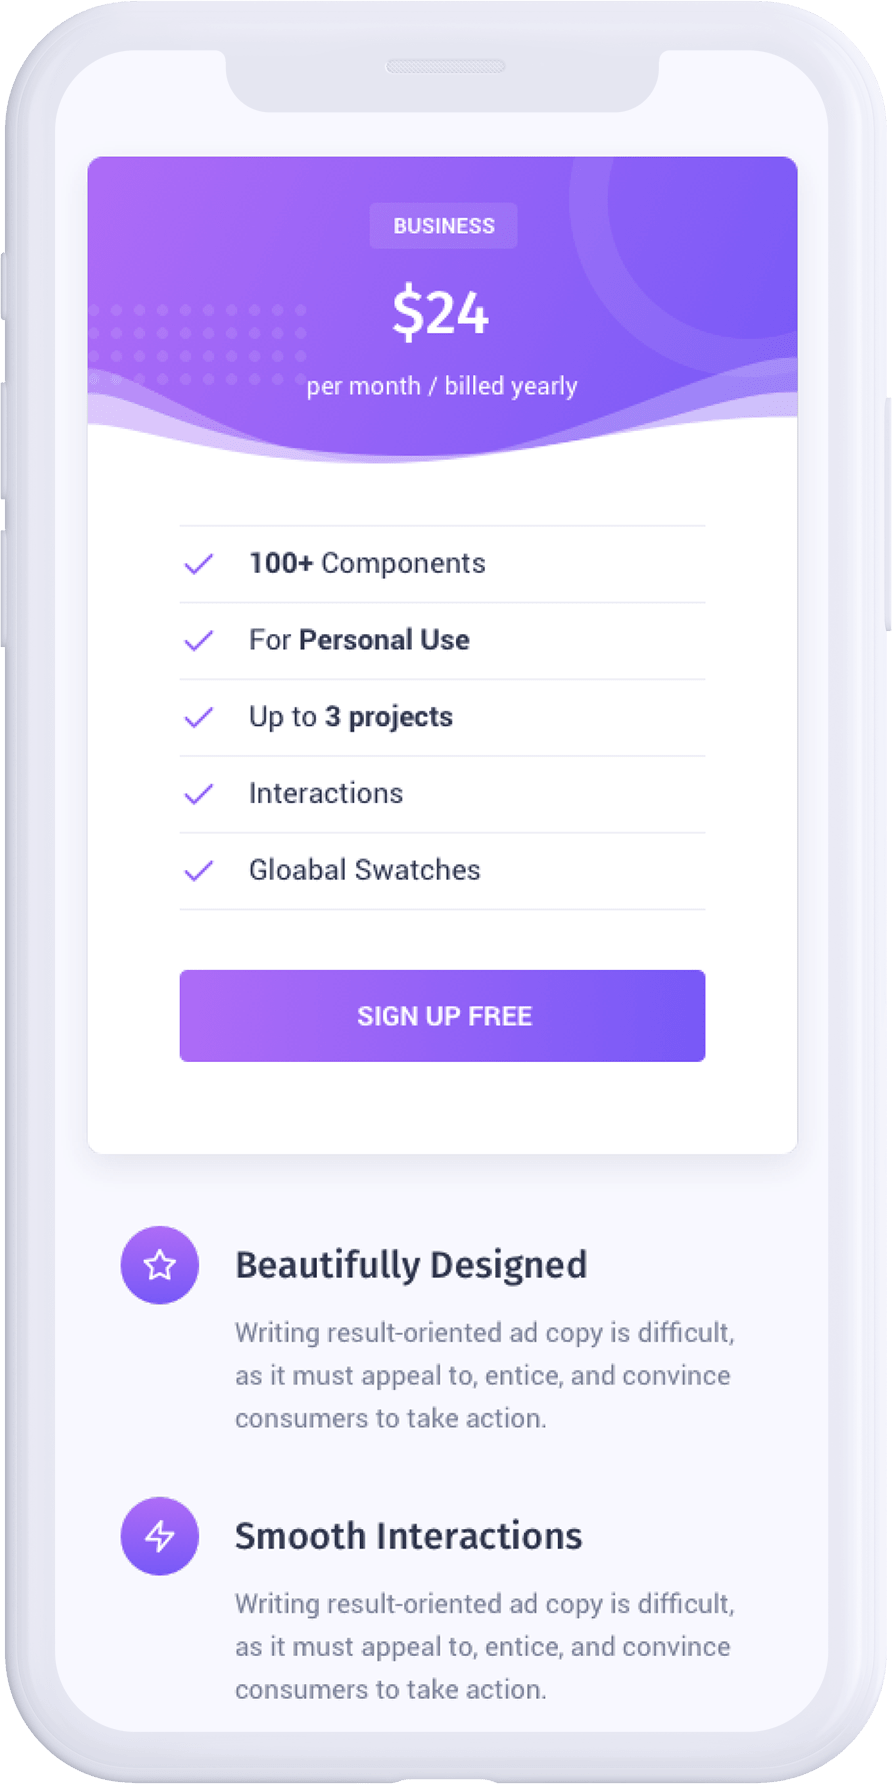 BUSINESS
$24
per month / billed yearly
100+ Components
For Personal Use
Up to 3 projects
Interactions
Gloabal Swatches
SIGN UP FREE
Beautifully Designed
Writing result-oriented ad copy is difficult,
as it must appeal to, entice, and convince
consumers to take action.
Smooth Interactions
Writing result-oriented ad copy is difficult,
as it must appeal to, entice, and convince
consumers to take action.